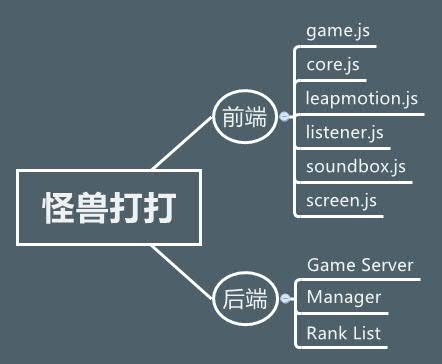 怪兽打打
前端
game.js
core.js
leapmotion.js
listener.js
soundbox.js
screen.js
后端
Game Server
Manager
Rank List